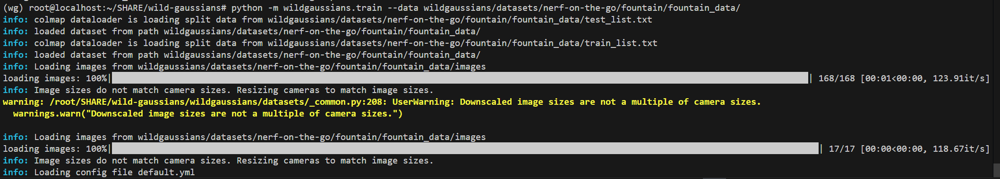 (wg) root@localhost:~/SHARE/wild-gaussians# python -m wildgaussians.train --data wildgaussians/datasets/nerf-on-the-go/fountain/fountain_data/
info: colmap dataloader is loading split data from wildgaussians/datasets/nerf-on-the-go/fountain/fountain_data/test_list.txt
info: loaded dataset from path wildgaussians/datasets/nerf-on-the-go/fountain/fountain_data/
info: colmap dataloader is loading split data from wildgaussians/datasets/nerf-on-the-go/fountain/fountain_data/train_list.txt
info: loaded dataset from path wildgaussians/datasets/nerf-on-the-go/fountain/fountain_data/
info: Loading images from wildgaussians/datasets/nerf-on-the-go/fountain/fountain_data/images
loading images: 100%| | 168/168 [00:01<00:00, 123.91it/s]
info: Image sizes do not match camera sizes. Resizing cameras to match image sizes.
warning: /root/SHARE/wild-gaussians/wildgaussians/datasets/_common.py:208: UserWarning: Downscaled image sizes are not a multiple of camera sizes.
  warnings.warn("Downscaled image sizes are not a multiple of camera sizes.")
info: Loading images from wildgaussians/datasets/nerf-on-the-go/fountain/fountain_data/images
loading images: 100%| | 17/17 [00:00<00:00, 118.67it/s]
info: Image sizes do not match camera sizes. Resizing cameras to match image sizes.
info: Loading config file default.yml